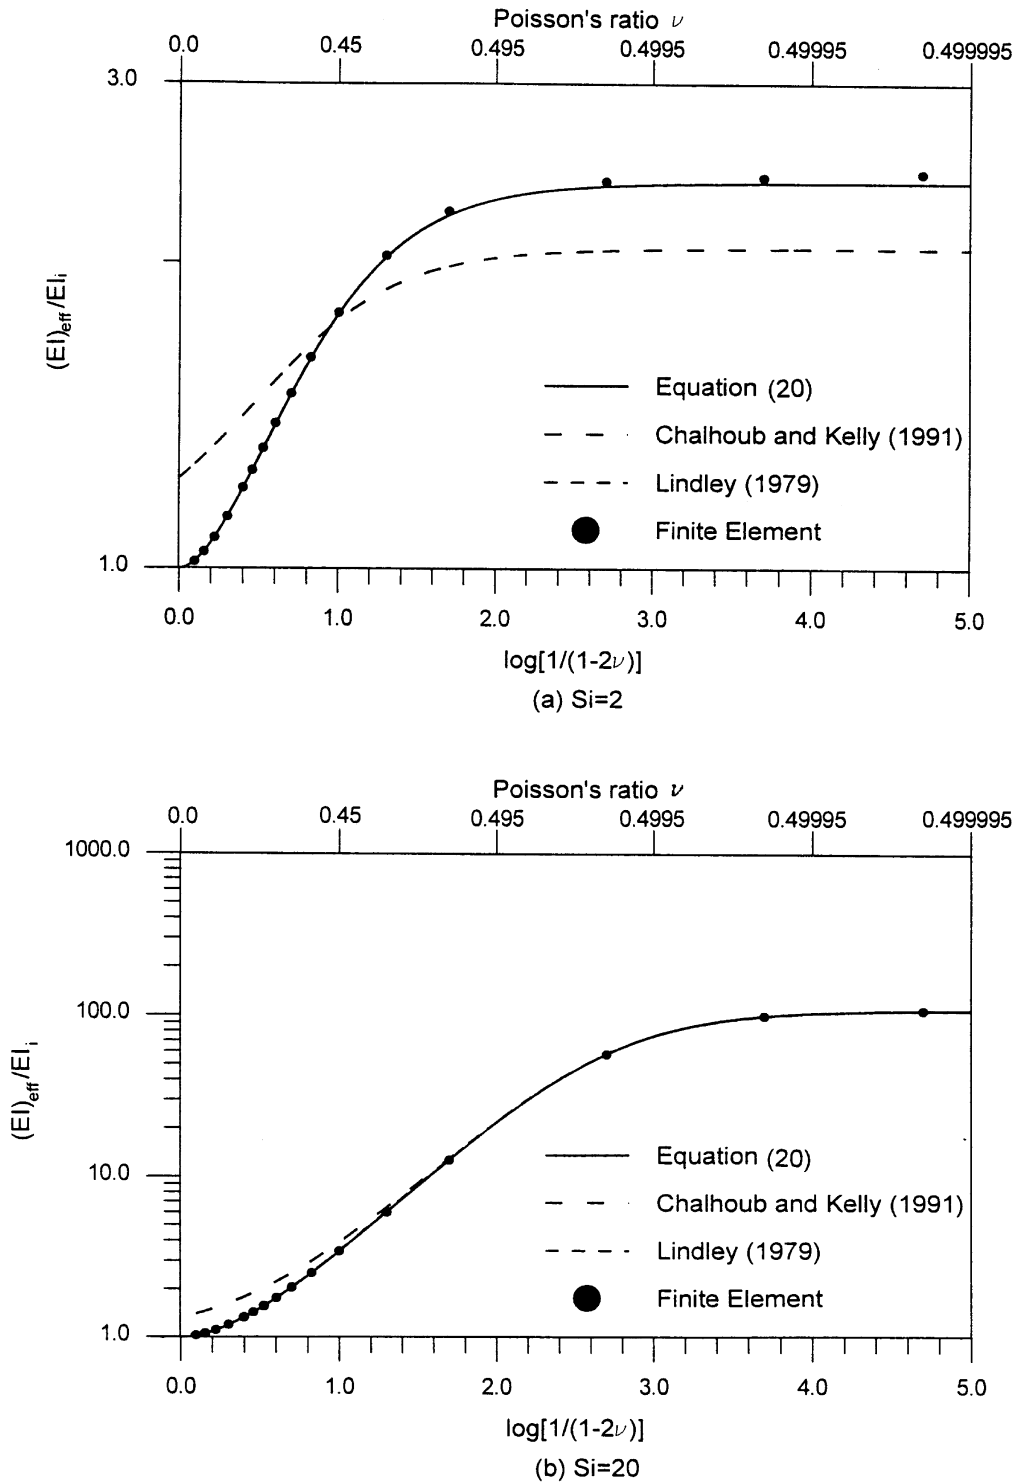 Poisson's ratio ν
0.0 0.45 0.495 0.4995 0.49995 0.499995
3.0
(EI)eff/EIi
Equation (20)
Chalhoub and Kelly (1991)
Lindley (1979)
Finite Element
1.0
0.0 1.0 2.0 3.0 4.0 5.0
log[1/(1-2ν)]
(a) Si=2
Poisson's ratio ν
0.0 0.45 0.495 0.4995 0.49995 0.499995
1000.0
100.0
(EI)eff/EIi
Equation (20)
10.0
Chalhoub and Kelly (1991)
Lindley (1979)
Finite Element
1.0
0.0 1.0 2.0 3.0 4.0 5.0
log[1/(1-2ν)]
(b) Si=20